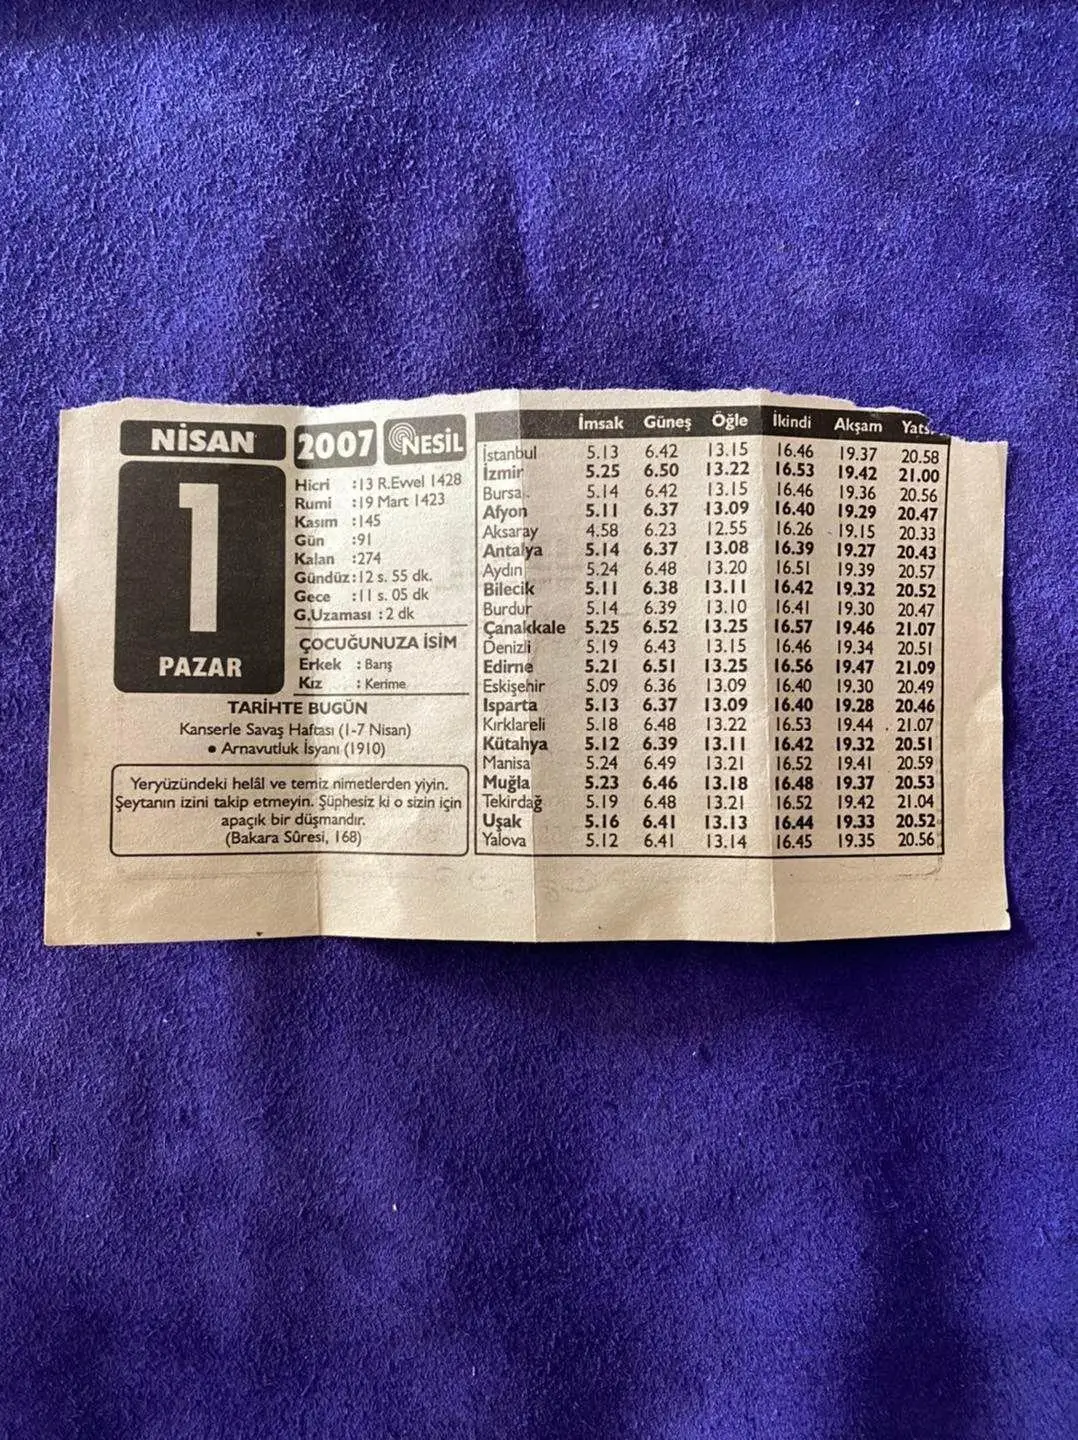 NİSAN
1
PAZAR
2007 NESİL
Hicri :13 R.Evvel 1428
Rumi :19 Mart 1423
Kasım :145
Gün :91
Kalan :274
Gündüz:12 s. 55 dk.
Gece :11 s. 05 dk
G.Uzaması :2 dk
ÇOCUĞUNUZA İSİM
Erkek : Barış
Kız : Kerime
TARİHTE BUGÜN
Kanserle Savaş Haftası (1-7 Nisan)
• Arnavutluk İsyanı (1910)
Yeryüzündeki helâl ve temiz nimetlerden yiyin.
Şeytanın izini takip etmeyin. Şüphesiz ki o sizin için
apaçık bir düşmandır.
(Bakara Sûresi, 168)
İmsak Güneş Öğle İkindi Akşam Yats
İstanbul 5.13 6.42 13.15 16.46 19.37 20.58
İzmir 5.25 6.50 13.22 16.53 19.42 21.00
Bursa 5.14 6.42 13.15 16.46 19.36 20.56
Afyon 5.11 6.37 13.09 16.40 19.29 20.47
Aksaray 4.58 6.23 12.55 16.26 19.15 20.33
Antalya 5.14 6.37 13.08 16.39 19.27 20.43
Aydın 5.24 6.48 13.20 16.51 19.39 20.57
Bilecik 5.11 6.38 13.11 16.42 19.32 20.52
Burdur 5.14 6.39 13.10 16.41 19.30 20.47
Çanakkale 5.25 6.52 13.25 16.57 19.46 21.07
Denizli 5.19 6.43 13.15 16.46 19.34 20.51
Edirne 5.21 6.51 13.25 16.56 19.47 21.09
Eskişehir 5.09 6.36 13.09 16.40 19.30 20.49
Isparta 5.13 6.37 13.09 16.40 19.28 20.46
Kırklareli 5.18 6.48 13.22 16.53 19.44 21.07
Kütahya 5.12 6.39 13.11 16.42 19.32 20.51
Manisa 5.24 6.49 13.21 16.52 19.41 20.59
Muğla 5.23 6.46 13.18 16.48 19.37 20.53
Tekirdağ 5.19 6.48 13.21 16.52 19.42 21.04
Uşak 5.16 6.41 13.13 16.44 19.33 20.52
Yalova 5.12 6.41 13.14 16.45 19.35 20.56